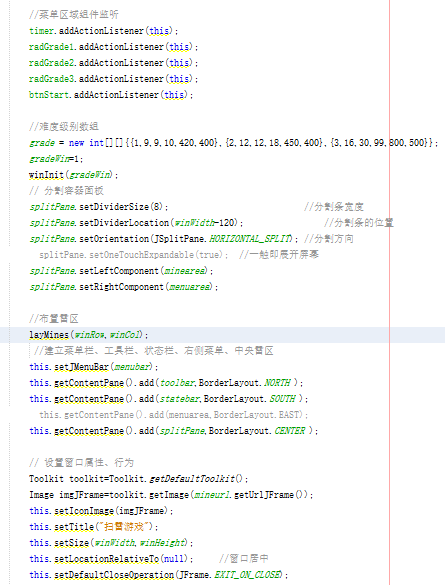 //菜单区域组件监听
timer.addActionListener(this);
radGrade1.addActionListener(this);
radGrade2.addActionListener(this);
radGrade3.addActionListener(this);
btnStart.addActionListener(this);
//难度级别数组
grade = new int[][]{{1,9,9,10,420,400},{2,12,12,18,450,400},{3,16,30,99,800,500}};
gradeWin=1;
winInit(gradeWin);
// 分割容器面板
splitPane.setDividerSize(8); //分割条宽度
splitPane.setDividerLocation(winWidth-120); //分割条的位置
splitPane.setOrientation(JSplitPane.HORIZONTAL_SPLIT); //分割方向
splitPane.setOneTouchExpandable(true); //一触即展开屏幕
splitPane.setLeftComponent(minearea);
splitPane.setRightComponent(menuarea);
//布置雷区
layMines(winRow,winCol);
//建立菜单栏、工具栏、状态栏、右侧菜单、中央雷区
this.setJMenuBar(menubar);
this.getContentPane().add(toolbar,BorderLayout.NORTH );
this.getContentPane().add(statebar,BorderLayout.SOUTH );
this.getContentPane().add(menuarea,BorderLayout.EAST);
this.getContentPane().add(splitPane,BorderLayout.CENTER );
// 设置窗口属性、行为
Toolkit toolkit=Toolkit.getDefaultToolkit();
Image imgJFrame=toolkit.getImage(mineurl.getUrlJFrame());
this.setIconImage(imgJFrame);
this.setTitle("扫雷游戏");
this.setSize(winWidth,winHeight);
this.setLocationRelativeTo(null); //窗口居中
this.setDefaultCloseOperation(JFrame.EXIT_ON_CLOSE);